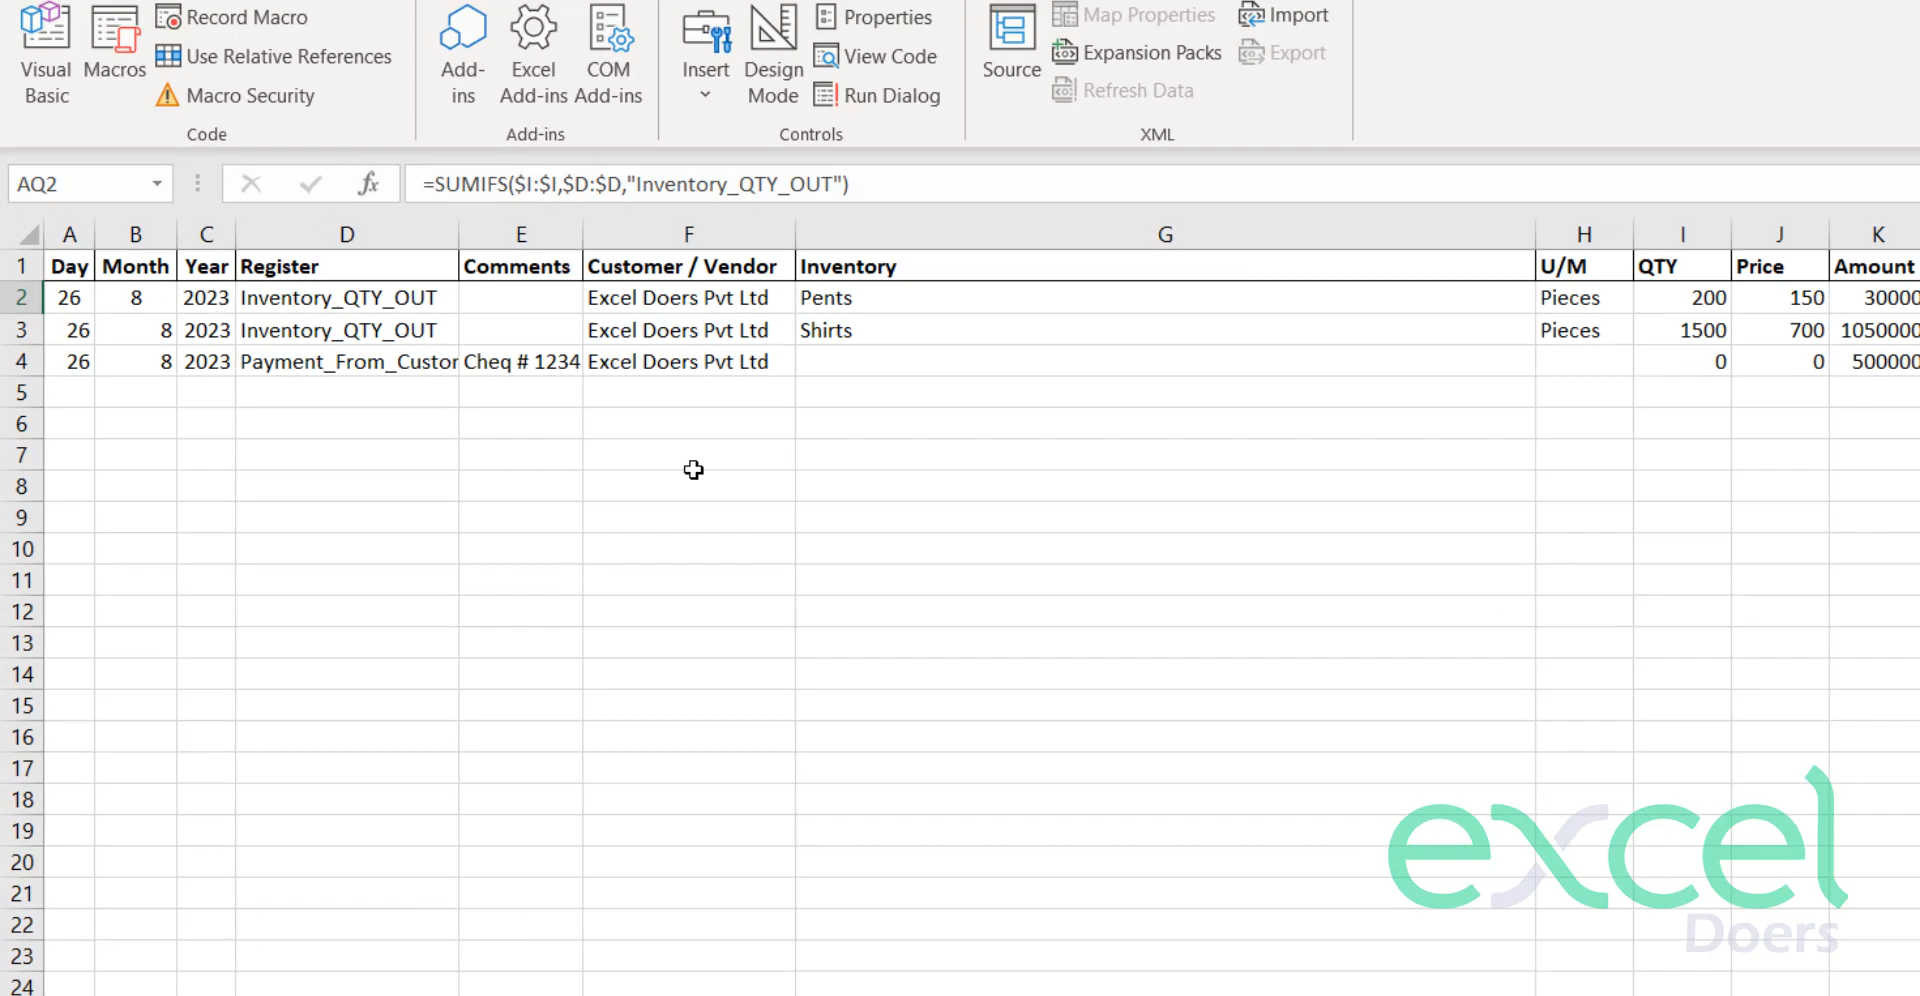 Visual Basic
Macros
Record Macro
Use Relative References
Macro Security
Code
Add-ins
Excel Add-ins
COM Add-ins
Add-ins
Insert
Design Mode
Properties
View Code
Run Dialog
Controls
Source
Map Properties
Expansion Packs
Refresh Data
Import
Export
XML
AQ2 fx =SUMIFS($I:$I,$D:$D,"Inventory_QTY_OUT")
A B C D E F G H I J K
1 Day Month Year Register Comments Customer / Vendor Inventory U/M QTY Price Amount
2 26 8 2023 Inventory_QTY_OUT Excel Doers Pvt Ltd Pents Pieces 200 150 30000
3 26 8 2023 Inventory_QTY_OUT Excel Doers Pvt Ltd Shirts Pieces 1500 700 1050000
4 26 8 2023 Payment_From_Custor Cheq # 1234 Excel Doers Pvt Ltd 0 0 500000
5
6
7
8
9
10
11
12
13
14
15
16
17
18
19
20
21
22
23
24
excel
Doers